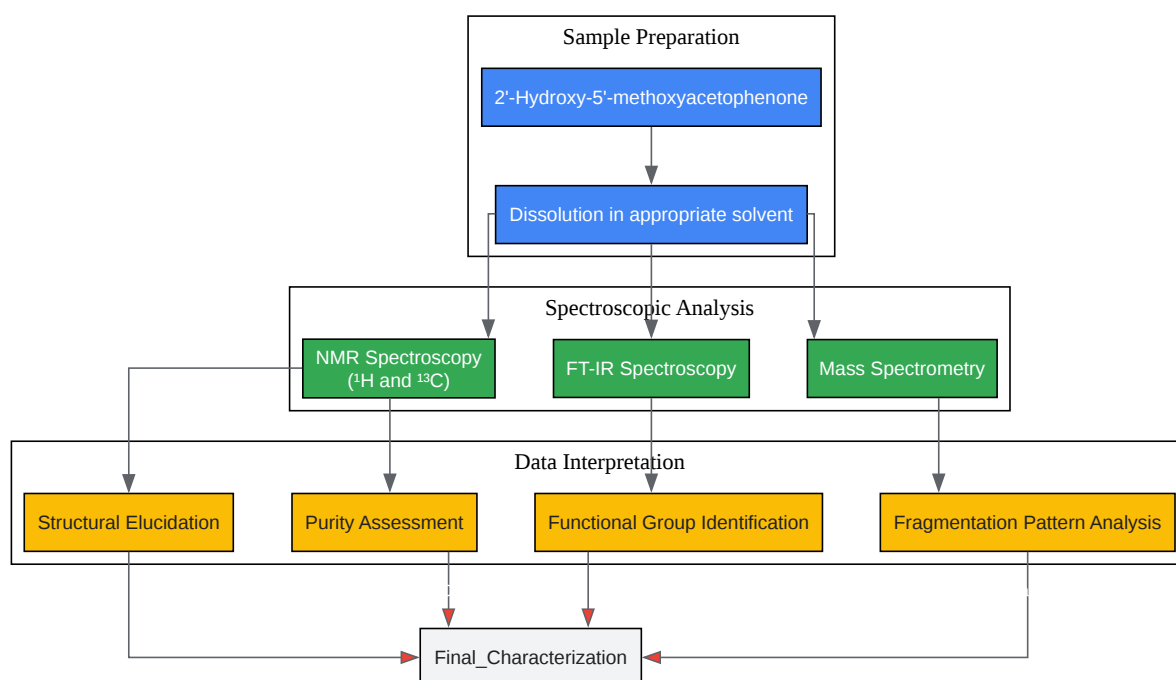 Sample Preparation
2'-Hydroxy-5'-methoxyacetophenone
Dissolution in appropriate solvent
Spectroscopic Analysis
NMR Spectroscopy
(¹H and ¹³C)
FT-IR Spectroscopy
Mass Spectrometry
Data Interpretation
Structural Elucidation
Purity Assessment
Functional Group Identification
Fragmentation Pattern Analysis
Final_Characterization